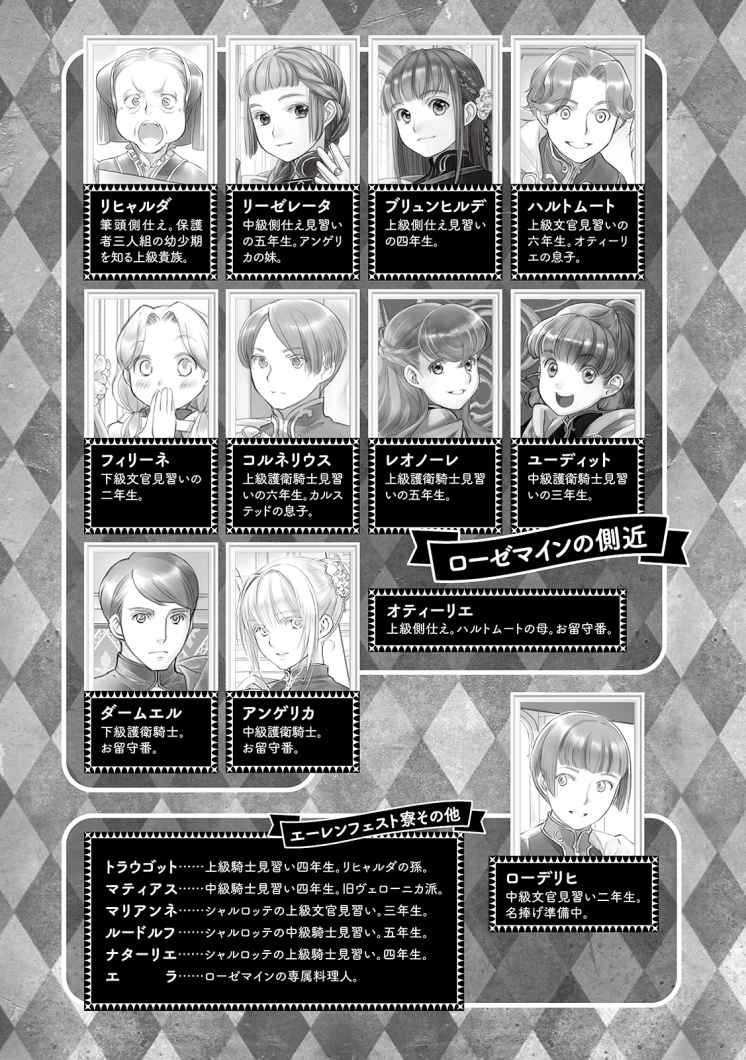 リヒャルダ
筆頭側仕え。保護
者三人組の幼少期
を知る上級貴族。
リーゼレータ
中級側仕え見習い
の五年生。アンゲリ
カの妹。
ブリュンヒルデ
上級側仕え見習い
の四年生。
ハルトムート
上級文官見習いの
六年生。オティーリ
エの息子。
フィリーネ
下級文官見習いの
二年生。
コルネリウス
上級護衛騎士見習
いの六年生。カルス
テッドの息子。
レオノーレ
上級護衛騎士見習
いの五年生。
ユーディット
中級護衛騎士見習
いの三年生。
ローゼマインの側近
オティーリエ
上級側仕え。ハルトムートの母。お留守番。
ダームエル
下級護衛騎士。
お留守番。
アンゲリカ
中級護衛騎士。
お留守番。
エーレンフェスト寮その他
トラウゴット……上級騎士見習い四年生。リヒャルダの孫。
マティアス……中級騎士見習い四年生。旧ヴェローニカ派。
マリアンネ……シャルロッテの上級文官見習い。三年生。
ルードルフ……シャルロッテの中級騎士見習い。五年生。
ナターリエ……シャルロッテの上級騎士見習い。四年生。
エラ……ローゼマインの専属料理人。
ローデリヒ
中級文官見習い二年生。
名捧げ準備中。